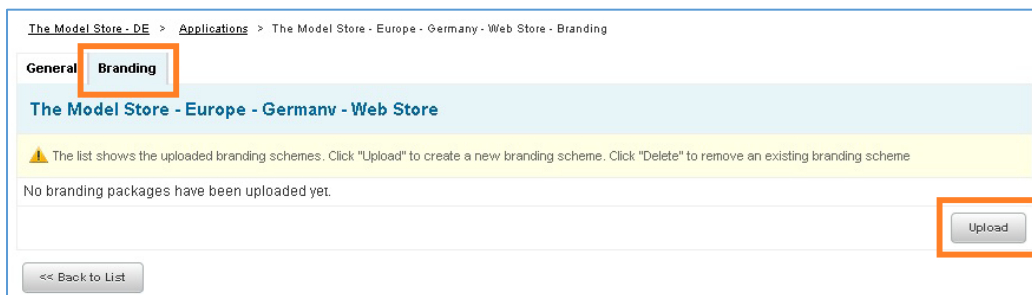 The Model Store - DE > Applications > The Model Store - Europe - Germany - Web Store - Branding
General Branding
The Model Store - Europe - Germany - Web Store
The list shows the uploaded branding schemes. Click "Upload" to create a new branding scheme. Click "Delete" to remove an existing branding scheme
No branding packages have been uploaded yet.
Upload
<< Back to List